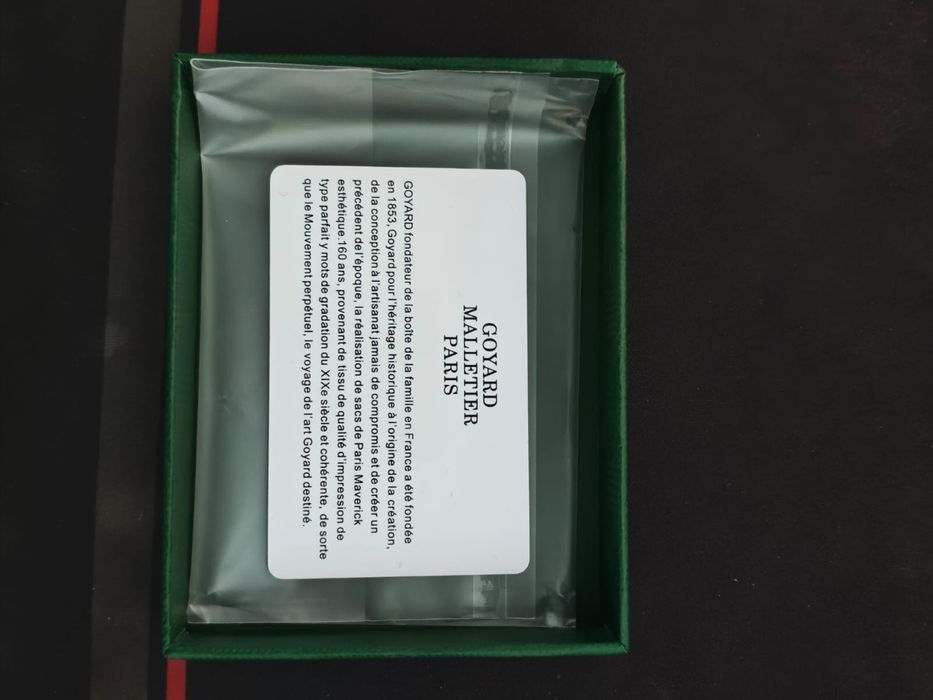 GOYARD
MALLETIER
PARIS
GOYARD fondateur de la boîte de la famille en France a été fondée
en 1853, Goyard pour l'héritage historique à l'origine de la création,
de la conception à l'artisanat jamais de compromis et de créer un
précédent de l'époque, la réalisation de sacs de Paris Maverick
esthétique.160 ans, provenant de tissu de qualité d'impression de
type parfait y mots de gradation du XIXe siècle et cohérente, de sorte
que le Mouvement perpétuel, le voyage de l'art Goyard destiné.